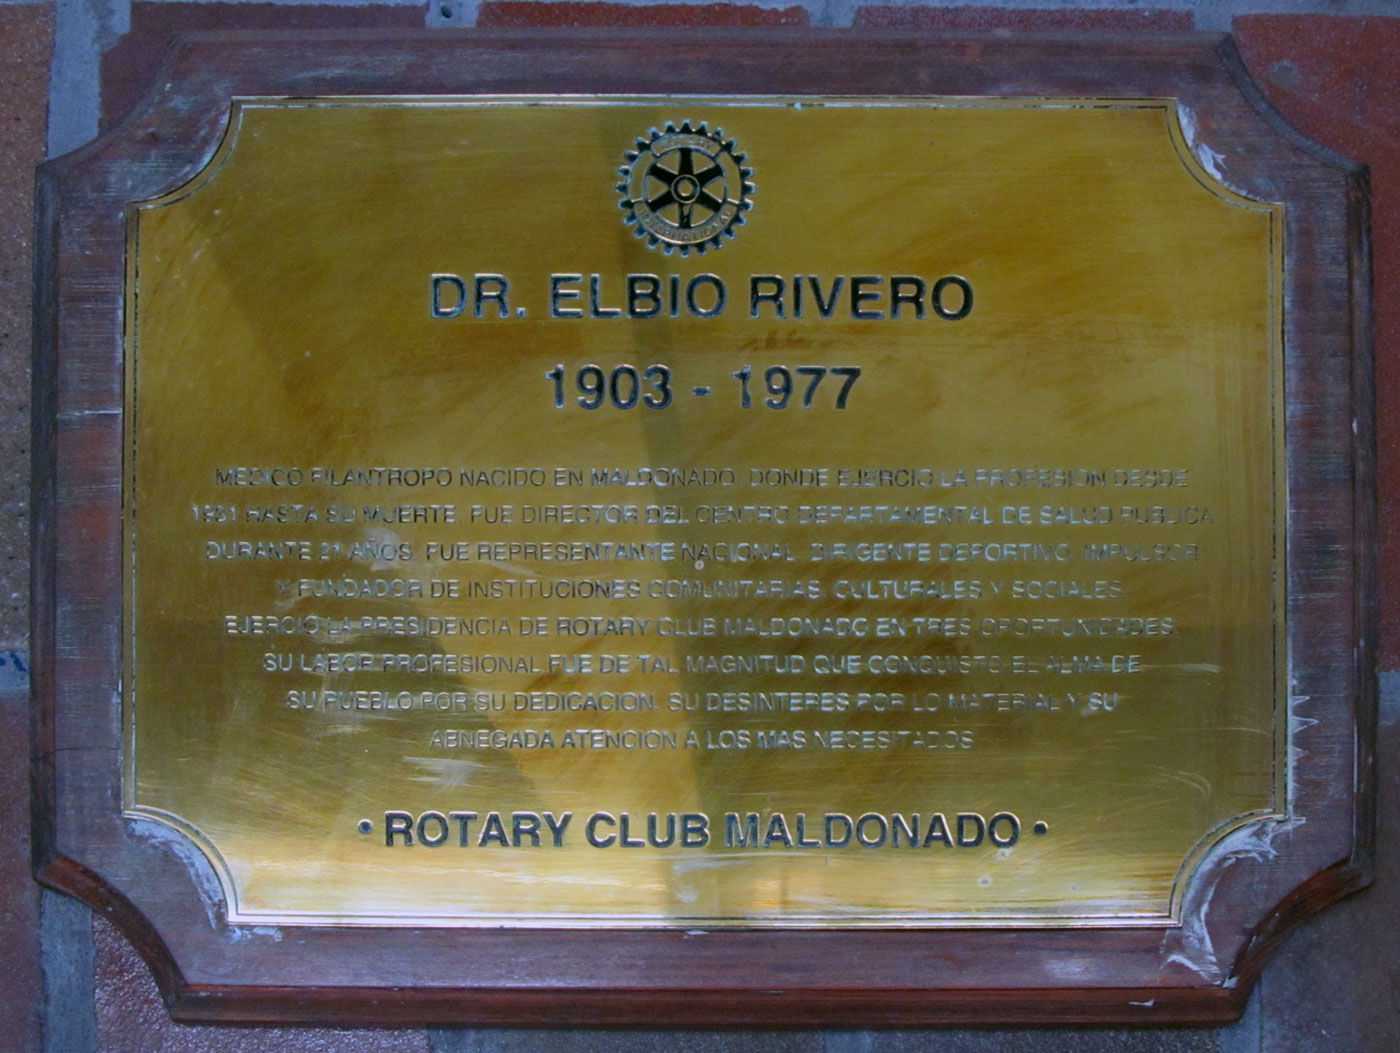 ROTARY
INTERNATIONAL
DR. ELBIO RIVERO
1903 - 1977
MEDICO FILANTROPO NACIDO EN MALDONADO, DONDE EJERCIO LA PROFESION DESDE
1931 HASTA SU MUERTE. FUE DIRECTOR DEL CENTRO DEPARTAMENTAL DE SALUD PUBLICA
DURANTE 21 AÑOS. FUE REPRESENTANTE NACIONAL, DIRIGENTE DEPORTIVO, IMPULSOR
Y FUNDADOR DE INSTITUCIONES COMUNITARIAS, CULTURALES Y SOCIALES.
EJERCIO LA PRESIDENCIA DE ROTARY CLUB MALDONADO EN TRES OPORTUNIDADES.
SU LABOR PROFESIONAL FUE DE TAL MAGNITUD QUE CONQUISTO EL ALMA DE
SU PUEBLO POR SU DEDICACION, SU DESINTERES POR LO MATERIAL Y SU
ABNEGADA ATENCION A LOS MAS NECESITADOS
• ROTARY CLUB MALDONADO •